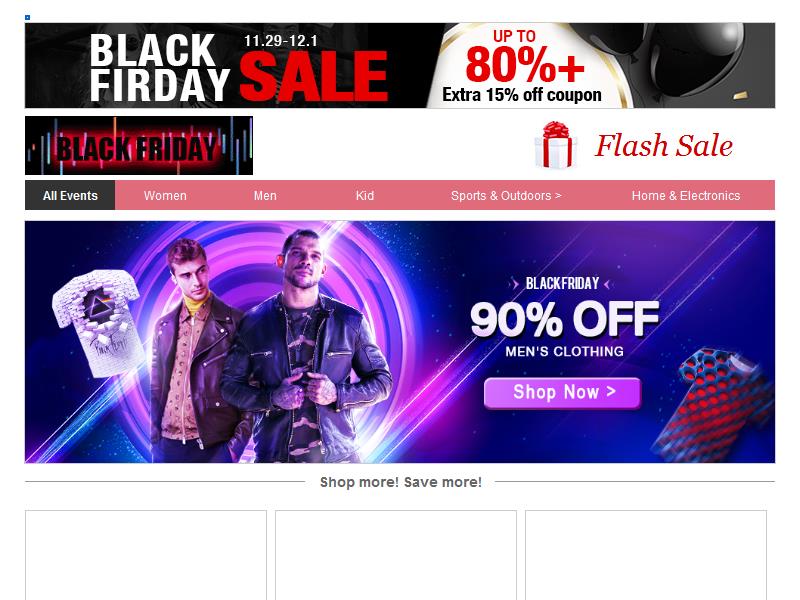 BLACK
FIRDAY
11.29-12.1
SALE
UP TO
80%+
Extra 15% off coupon
BLACK FRIDAY
Flash Sale
All Events
Women
Men
Kid
Sports & Outdoors >
Home & Electronics
BLACKFRIDAY
90% OFF
MEN'S CLOTHING
Shop Now >
Shop more! Save more!